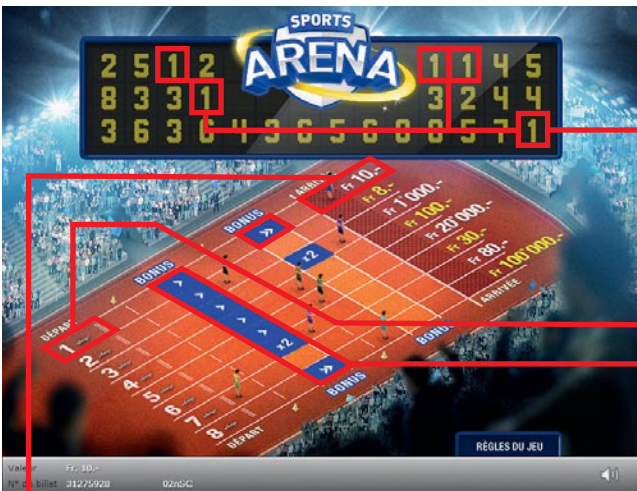 SPORTS
ARENA
2 5 1 2
1 1 4 5
8 3 3 1
3 2 4 4
3 6 3 6 4 3 6 5 6 8 8 5 7 1
ARRIVÉE
Fr 10.-
Fr 8.-
Fr 1'000.-
Fr 100.-
Fr 20'000.-
Fr 30.-
Fr 80.-
Fr 100'000.-
ARRIVÉE
BONUS
»
x2
BONUS
BONUS
> > > > >
x2
»
BONUS
DÉPART
1
2
3
4
5
6
7
8
DÉPART
RÈGLES DU JEU
Valeur Fr. 10.-
N° de billet 31275928 02nSC